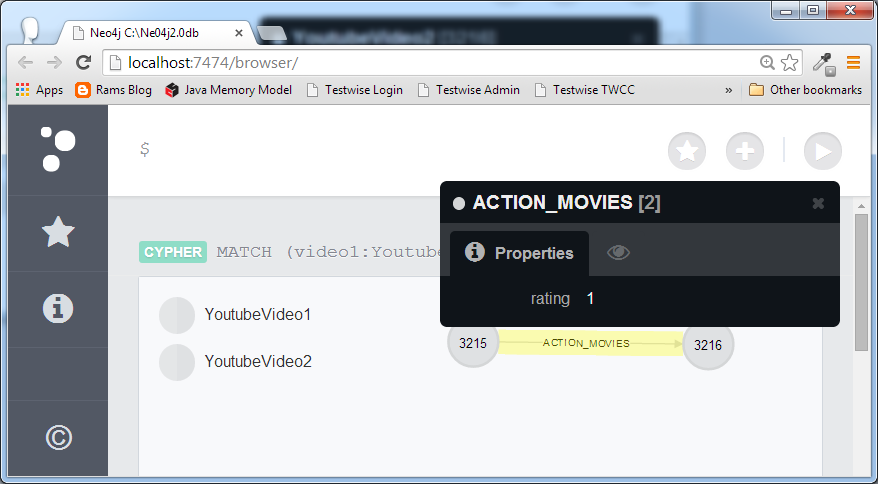 YoutubeVideo2 [3216]
Neo4j C:\Ne04j2.0db
localhost:7474/browser/
Apps Rams Blog Java Memory Model Testwise Login Testwise Admin Testwise TWCC » Other bookmarks
$
ACTION_MOVIES [2]
CYPHER MATCH (video1:Youtube
Properties
rating 1
YoutubeVideo1
3215 ACTION_MOVIES 3216
YoutubeVideo2
©